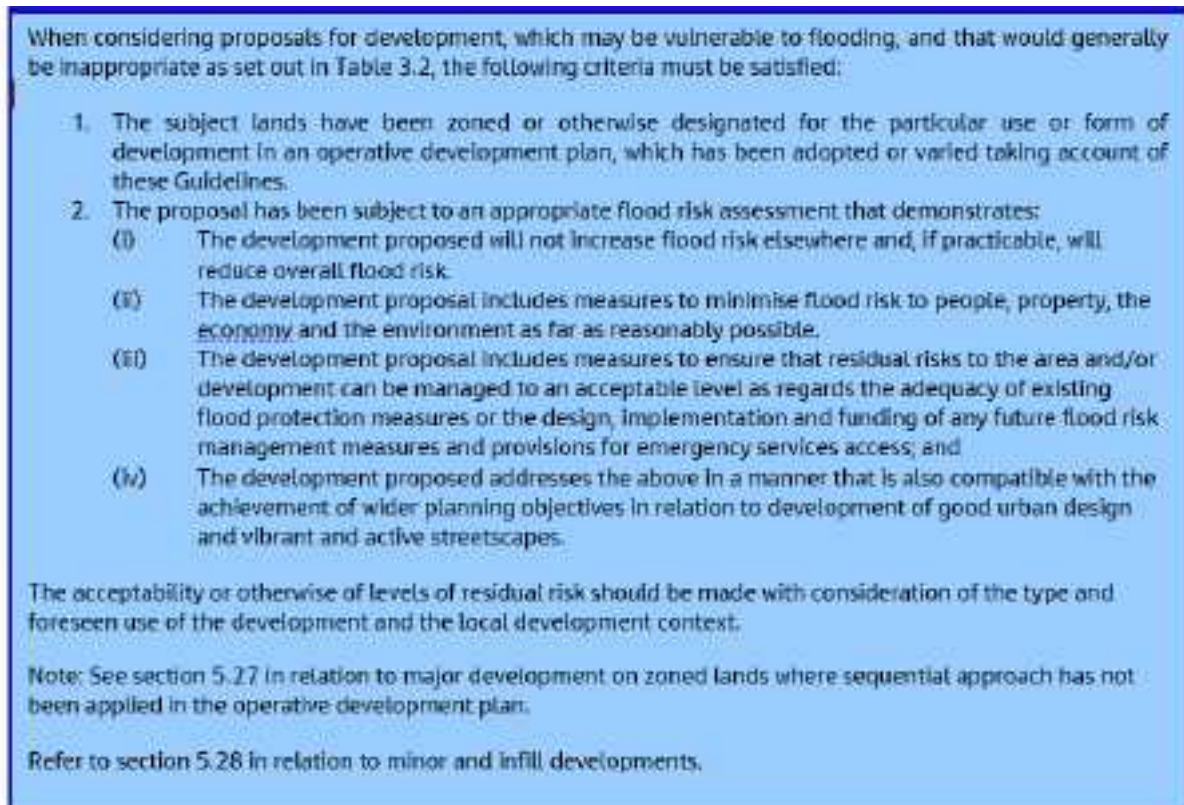 When considering proposals for development, which may be vulnerable to flooding, and that would generally
be inappropriate as set out in Table 3.2, the following criteria must be satisfied:
1. The subject lands have been zoned or otherwise designated for the particular use or form of
development in an operative development plan, which has been adopted or varied taking account of
these Guidelines.
2. The proposal has been subject to an appropriate flood risk assessment that demonstrates:
(i) The development proposed will not increase flood risk elsewhere and, if practicable, will
reduce overall flood risk.
(ii) The development proposal includes measures to minimise flood risk to people, property, the
economy and the environment as far as reasonably possible.
(iii) The development proposal includes measures to ensure that residual risks to the area and/or
development can be managed to an acceptable level as regards the adequacy of existing
flood protection measures or the design, implementation and funding of any future flood risk
management measures and provisions for emergency services access; and
(iv) The development proposed addresses the above in a manner that is also compatible with the
achievement of wider planning objectives in relation to development of good urban design
and vibrant and active streetscapes.
The acceptability or otherwise of levels of residual risk should be made with consideration of the type and
foreseen use of the development and the local development context.
Note: See section 5.27 in relation to major development on zoned lands where sequential approach has not
been applied in the operative development plan.
Refer to section 5.28 in relation to minor and infill developments.